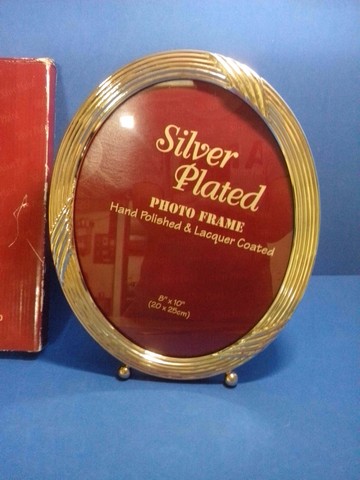 Silver
Plated
PHOTO FRAME
Hand Polished & Lacquer Coated
8" x 10"
(20 x 25cm)